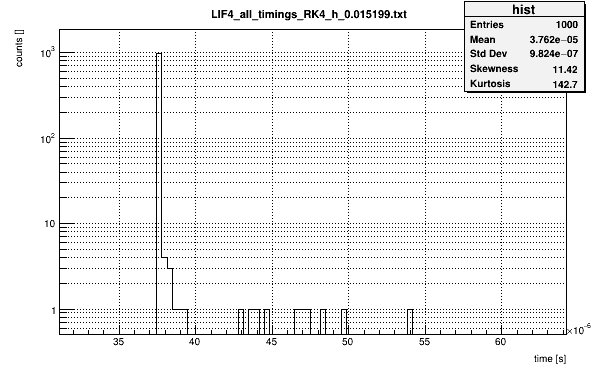 LIF4_all_timings_RK4_h_0.015199.txt
hist
Entries 1000
Mean 3.762e−05
Std Dev 9.824e−07
Skewness 11.42
Kurtosis 142.7
counts []
10³
10²
10
1
35 40 45 50 55 60
×10⁻⁶
time [s]